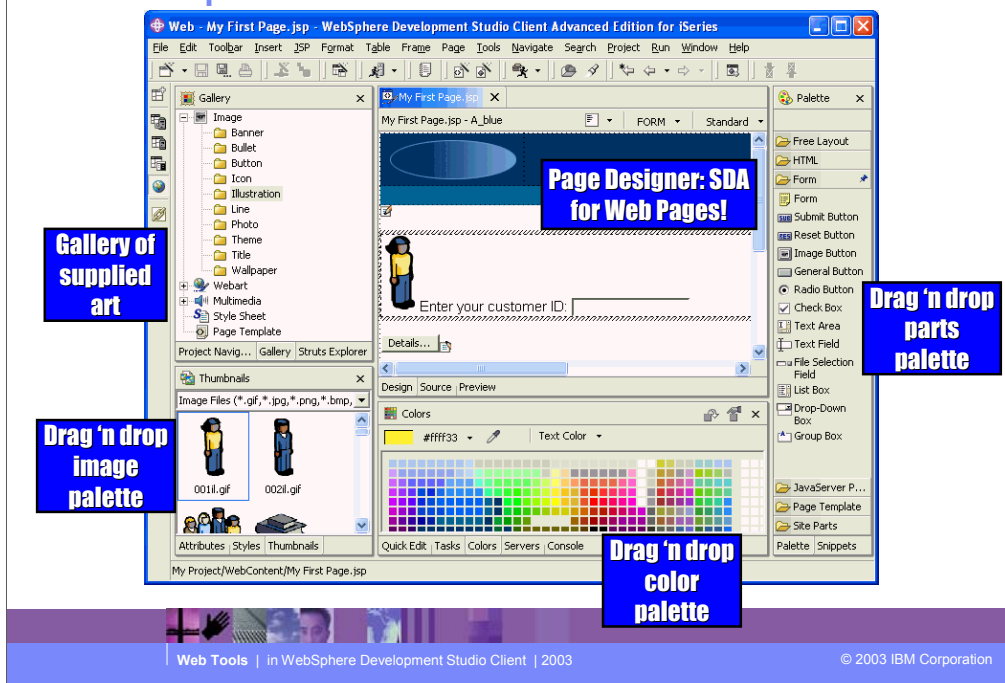 Web - My First Page.jsp - WebSphere Development Studio Client Advanced Edition for iSeries
File Edit Toolbar Insert JSP Format Table Frame Page Tools Navigate Search Project Run Window Help
Gallery
Image
Banner
Bullet
Button
Icon
Illustration
Line
Photo
Theme
Title
Wallpaper
Webart
Multimedia
Style Sheet
Page Template
Project Navig... Gallery Struts Explorer
Gallery of
supplied
art
Thumbnails
Image Files (*.gif,*.jpg,*.png,*.bmp,
001il.gif 002il.gif
Attributes Styles Thumbnails
Drag 'n drop
image
palette
My First Page.jsp
My First Page.jsp - A_blue FORM Standard
Page Designer: SDA
for Web Pages!
Enter your customer ID:
Details...
Design Source Preview
Colors
#ffff33 Text Color
Quick Edit Tasks Colors Servers Console
Drag 'n drop
color
palette
Palette
Free Layout
HTML
Form
Form
Submit Button
Reset Button
Image Button
General Button
Radio Button
Check Box
Text Area
Text Field
File Selection
Field
List Box
Drop-Down
Box
Group Box
JavaServer P...
Page Template
Site Parts
Palette Snippets
Drag 'n drop
parts
palette
My Project/WebContent/My First Page.jsp
Web Tools | in WebSphere Development Studio Client | 2003
© 2003 IBM Corporation